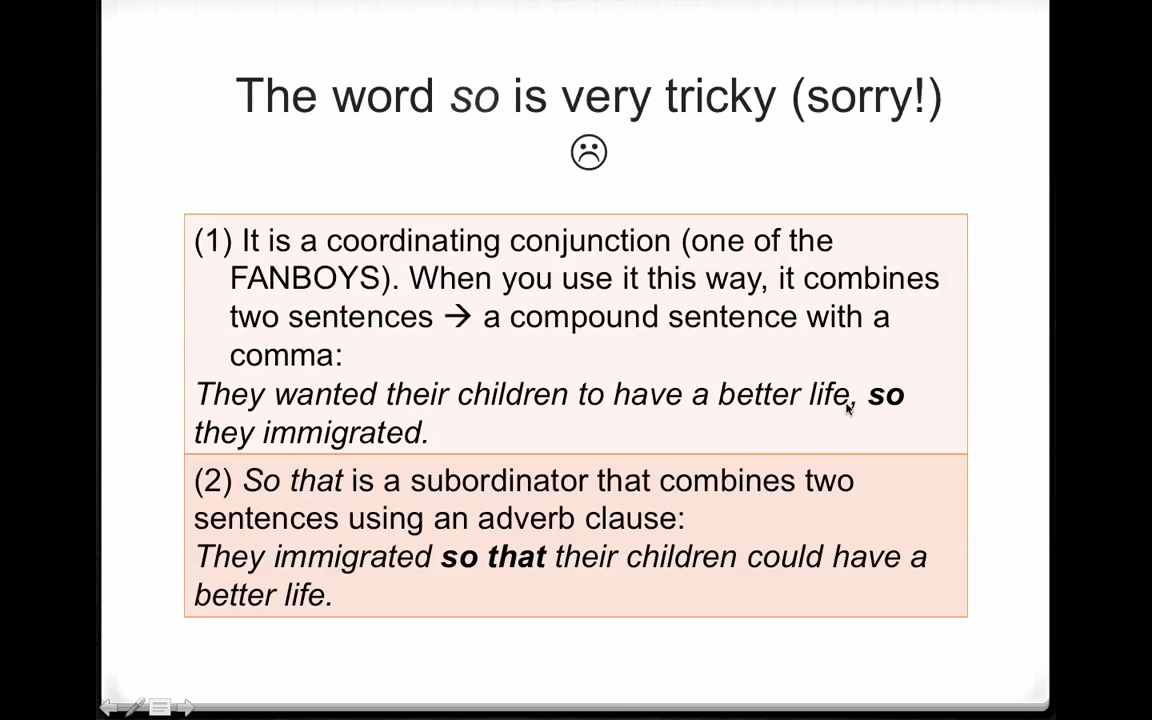 The word so is very tricky (sorry!)
☹
(1) It is a coordinating conjunction (one of the
FANBOYS). When you use it this way, it combines
two sentences → a compound sentence with a
comma:
They wanted their children to have a better life, so
they immigrated.
(2) So that is a subordinator that combines two
sentences using an adverb clause:
They immigrated so that their children could have a
better life.